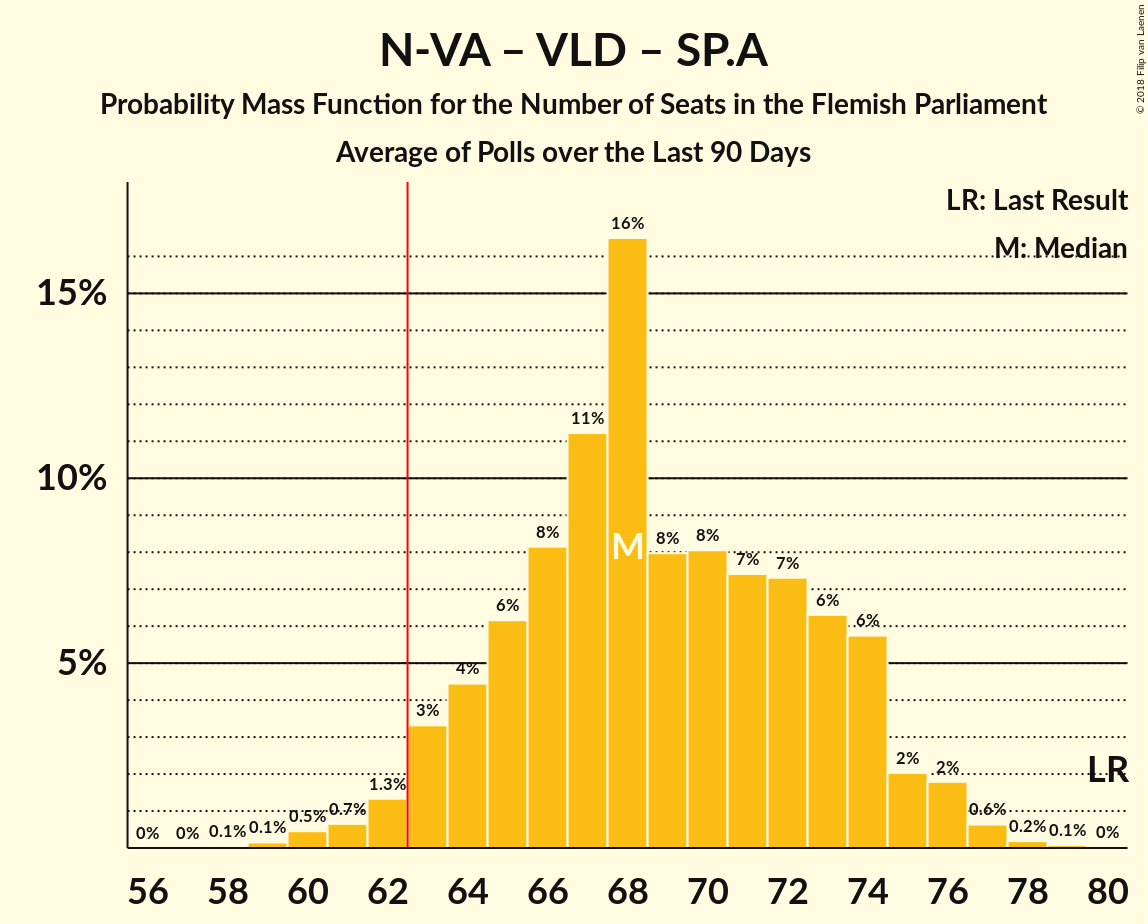 N-VA – VLD – SP.A
Probability Mass Function for the Number of Seats in the Flemish Parliament
Average of Polls over the Last 90 Days
© 2018 Filip van Laenen
LR: Last Result
M: Median
15%
10%
5%
0% 0% 0.1% 0.1% 0.5% 0.7% 1.3% 3% 4% 6% 8% 11% 16% 8% 8% 7% 7% 6% 6% 2% 2% 0.6% 0.2% 0.1% 0%
M
LR
56 58 60 62 64 66 68 70 72 74 76 78 80